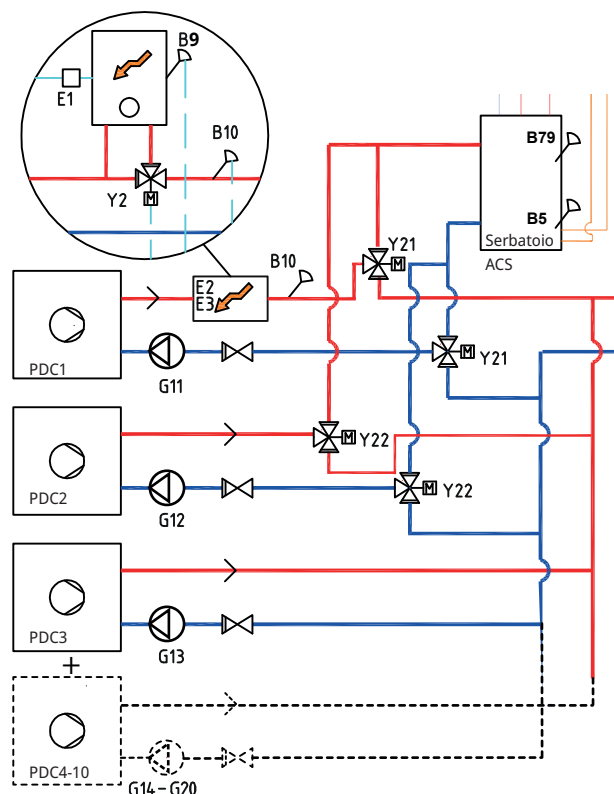 B9
E1
B10
Y2
M
B79
B5
Serbatoio
ACS
Y21
M
B10
E2
E3
PDC1
G11
M
Y21
PDC2
G12
M
Y22
M
Y22
PDC3
G13
+
PDC4-10
G14-G20